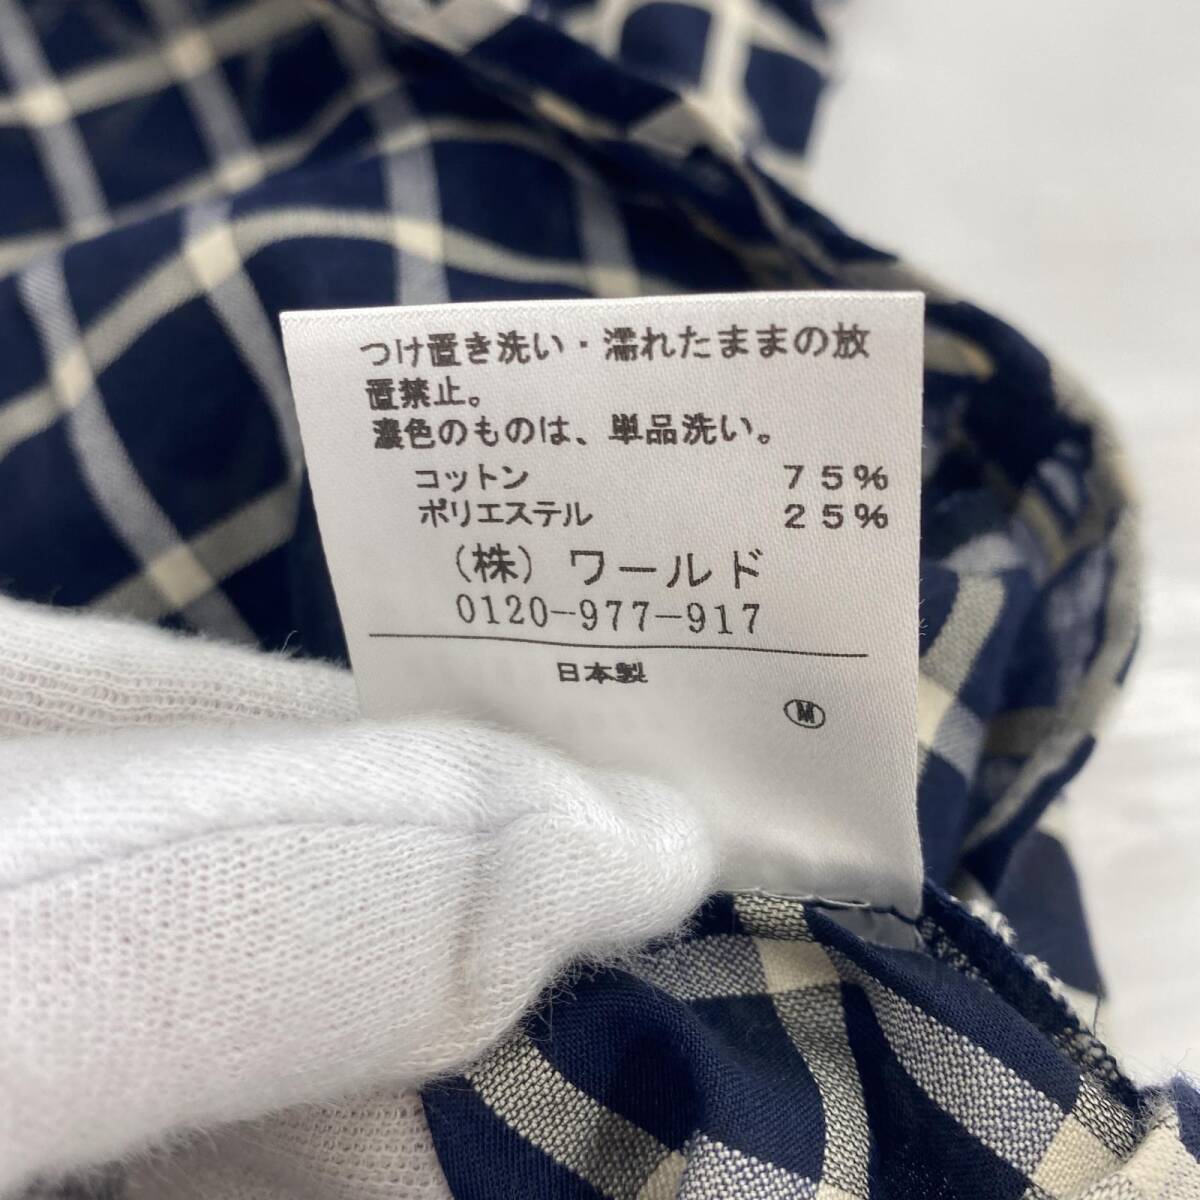 つけ置き洗い・濡れたままの放
置禁止。
濃色のものは、単品洗い。
コットン 75%
ポリエステル 25%
(株) ワールド
0120-977-917
日本製
Ⓜ